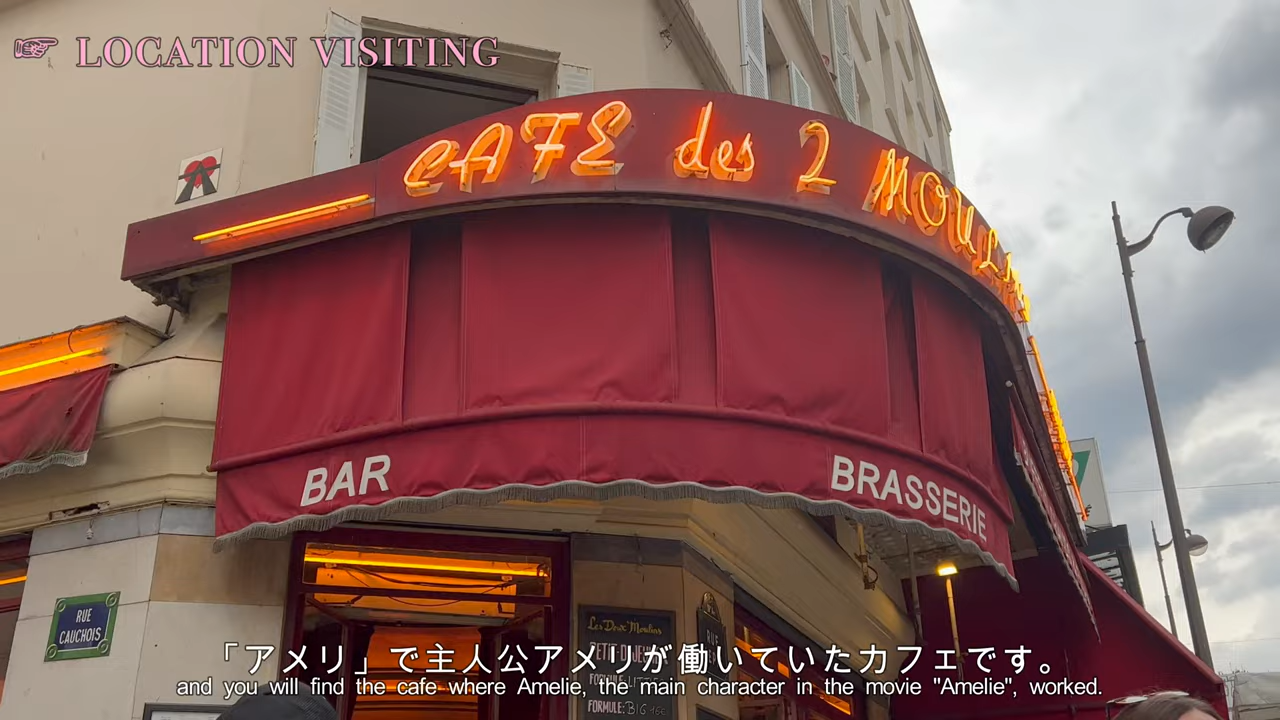 ☞ LOCATION VISITING
CAFE des 2 MOULIN
BAR
BRASSERIE
RUE
CAUCHOIS
Les Deux Moulins
RUE
FORMULE:
「アメリ」で主人公アメリが働いていたカフェです。
and you will find the cafe where Amelie, the main character in the movie "Amelie", worked.